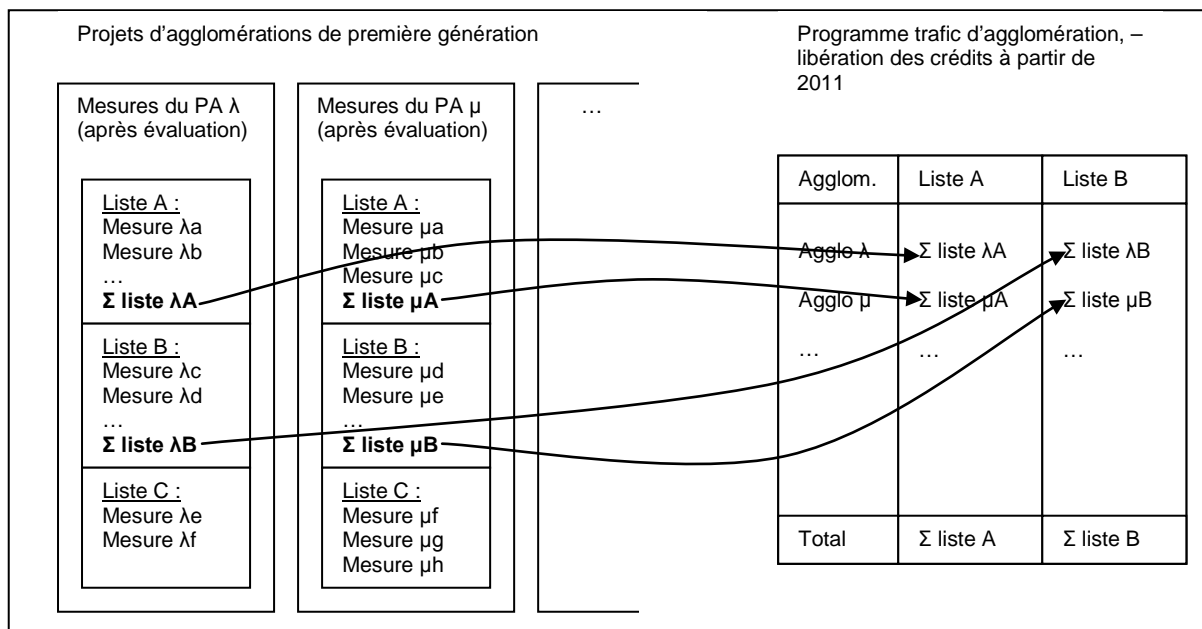 Projets d'agglomérations de première génération
Mesures du PA λ
(après évaluation)
Liste A :
Mesure λa
Mesure λb
…
Σ liste λA
Liste B :
Mesure λc
Mesure λd
…
Σ liste λB
Liste C :
Mesure λe
Mesure λf
Mesures du PA µ
(après évaluation)
Liste A :
Mesure µa
Mesure µb
Mesure µc
Σ liste µA
Liste B :
Mesure µd
Mesure µe
…
Σ liste µB
Liste C :
Mesure µf
Mesure µg
Mesure µh
…
Programme trafic d'agglomération, –
libération des crédits à partir de
2011
Agglom. Liste A Liste B
Agglo λ Σ liste λA Σ liste λB
Agglo µ Σ liste µA Σ liste µB
… … …
Total Σ liste A Σ liste B